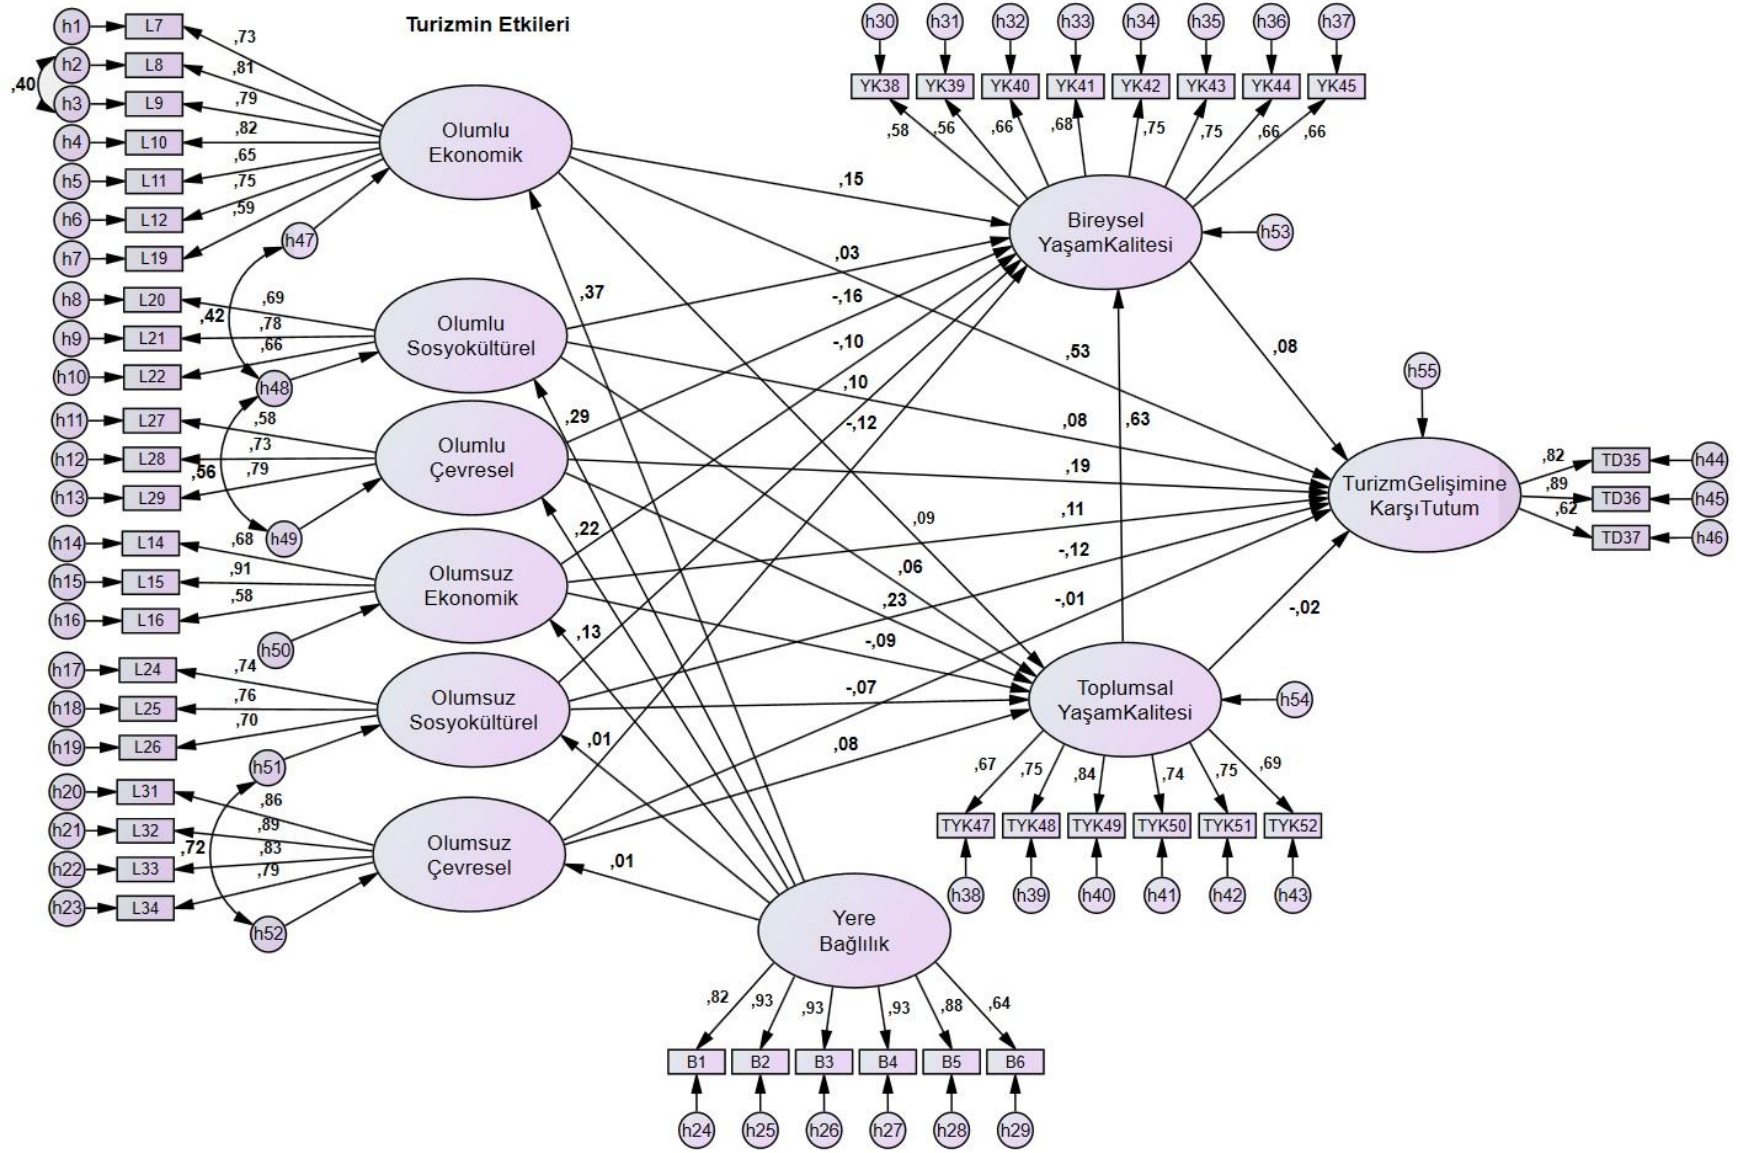 Turizmin Etkileri
h1
L7
,73
h2
L8
,81
,40
h3
L9
,79
h4
L10
,82
h5
L11
,65
h6
L12
,75
h7
L19
,59
Olumlu
Ekonomik
h47
h8
L20
,69
,42
h9
L21
,78
h10
L22
,66
Olumlu
Sosyokültürel
h48
h11
L27
,58
h12
L28
,73
,56
h13
L29
,79
Olumlu
Çevresel
h49
h14
L14
,68
h15
L15
,91
h16
L16
,58
Olumsuz
Ekonomik
h50
h17
L24
,74
h18
L25
,76
h19
L26
,70
Olumsuz
Sosyokültürel
h51
h20
L31
,86
h21
L32
,89
,72
h22
L33
,83
h23
L34
,79
Olumsuz
Çevresel
h52
h30
h31
h32
h33
h34
h35
h36
h37
YK38
YK39
YK40
YK41
YK42
YK43
YK44
YK45
,58
,56
,66
,68
,75
,75
,66
,66
Bireysel
YaşamKalitesi
h53
,15
,03
-,16
-,10
,10
-,12
,37
,29
,22
,13
,01
,01
,53
,08
,19
,11
-,12
-,01
,63
,08
,09
,06
,23
-,09
-,07
,08
-,02
h55
TurizmGelişimine
KarşıTutum
,82
TD35
h44
,89
TD36
h45
,62
TD37
h46
Toplumsal
YaşamKalitesi
h54
,67
,75
,84
,74
,75
,69
TYK47
TYK48
TYK49
TYK50
TYK51
TYK52
h38
h39
h40
h41
h42
h43
Yere
Bağlılık
,82
,93
,93
,93
,88
,64
B1
B2
B3
B4
B5
B6
h24
h25
h26
h27
h28
h29